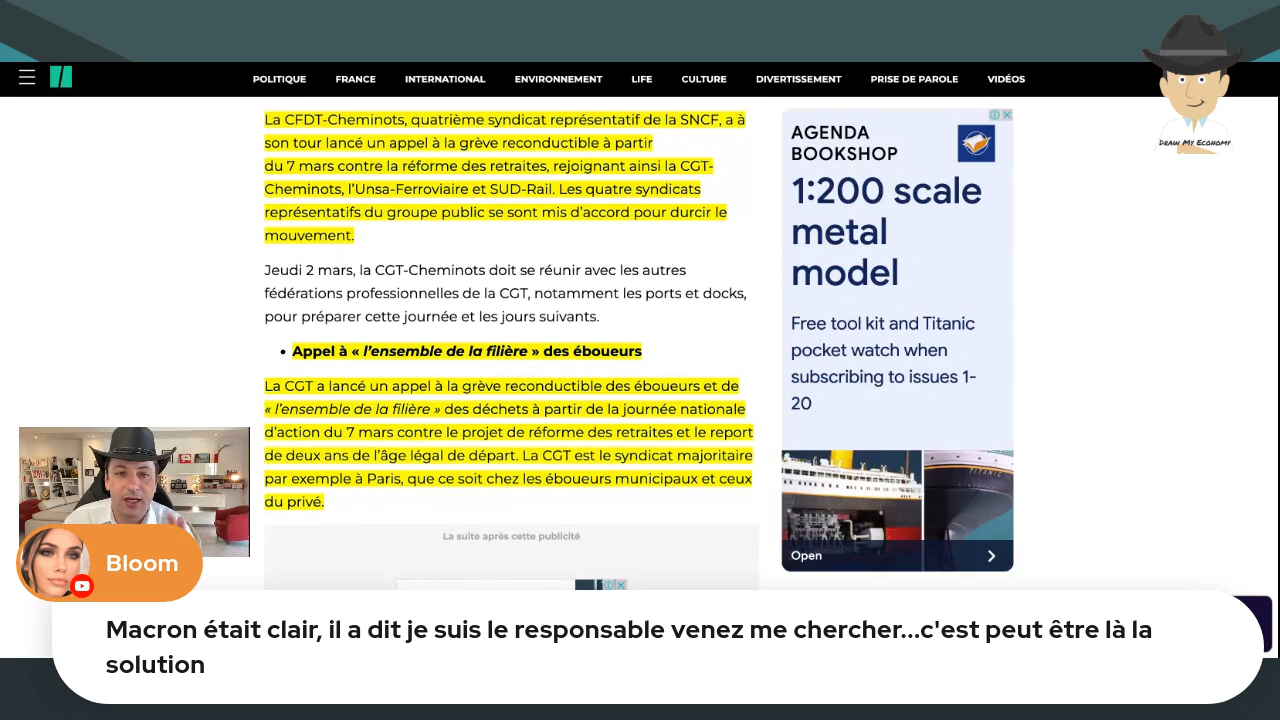 POLITIQUE FRANCE INTERNATIONAL ENVIRONNEMENT LIFE CULTURE DIVERTISSEMENT PRISE DE PAROLE VIDÉOS
DRAW MY ECONOMY
La CFDT-Cheminots, quatrième syndicat représentatif de la SNCF, a à
son tour lancé un appel à la grève reconductible à partir
du 7 mars contre la réforme des retraites, rejoignant ainsi la CGT-
Cheminots, l’Unsa-Ferroviaire et SUD-Rail. Les quatre syndicats
représentatifs du groupe public se sont mis d’accord pour durcir le
mouvement.
Jeudi 2 mars, la CGT-Cheminots doit se réunir avec les autres
fédérations professionnelles de la CGT, notamment les ports et docks,
pour préparer cette journée et les jours suivants.
• Appel à « l’ensemble de la filière » des éboueurs
La CGT a lancé un appel à la grève reconductible des éboueurs et de
« l’ensemble de la filière » des déchets à partir de la journée nationale
d’action du 7 mars contre le projet de réforme des retraites et le report
de deux ans de l’âge légal de départ. La CGT est le syndicat majoritaire
par exemple à Paris, que ce soit chez les éboueurs municipaux et ceux
du privé.
La suite après cette publicité
AGENDA
BOOKSHOP
1:200 scale
metal
model
Free tool kit and Titanic
pocket watch when
subscribing to issues 1-
20
TITANIC
Open
Bloom
Macron était clair, il a dit je suis le responsable venez me chercher...c'est peut être là la
solution